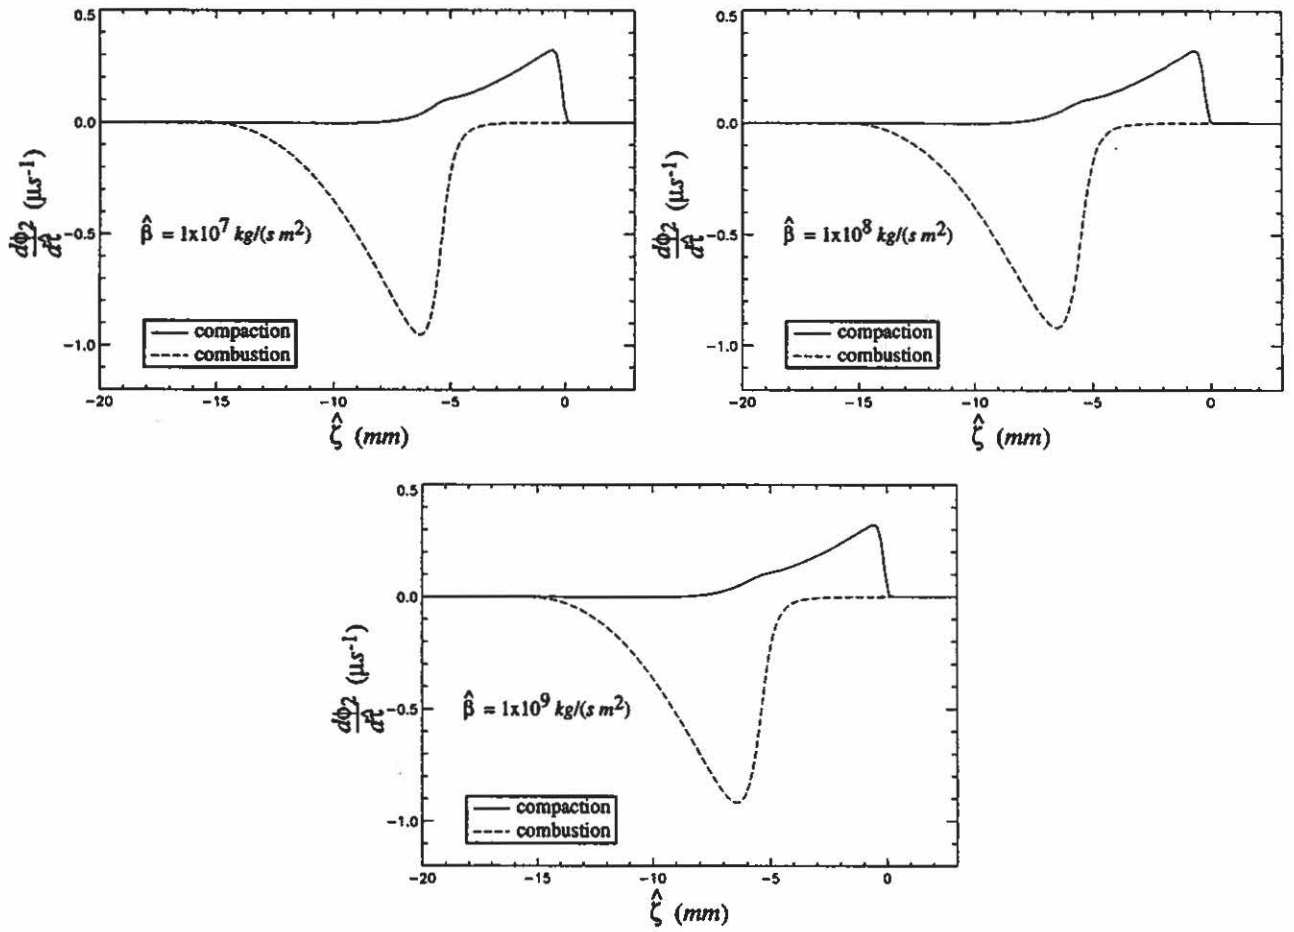 0.5
0.0
-0.5
-1.0
dϕ2/dt̂ (μs-1)
β̂ = 1x10^7 kg/(s m^2)
compaction
combustion
-20 -15 -10 -5 0
ζ̂ (mm)
0.5
0.0
-0.5
-1.0
dϕ2/dt̂ (μs-1)
β̂ = 1x10^8 kg/(s m^2)
compaction
combustion
-20 -15 -10 -5 0
ζ̂ (mm)
0.5
0.0
-0.5
-1.0
dϕ2/dt̂ (μs-1)
β̂ = 1x10^9 kg/(s m^2)
compaction
combustion
-20 -15 -10 -5 0
ζ̂ (mm)